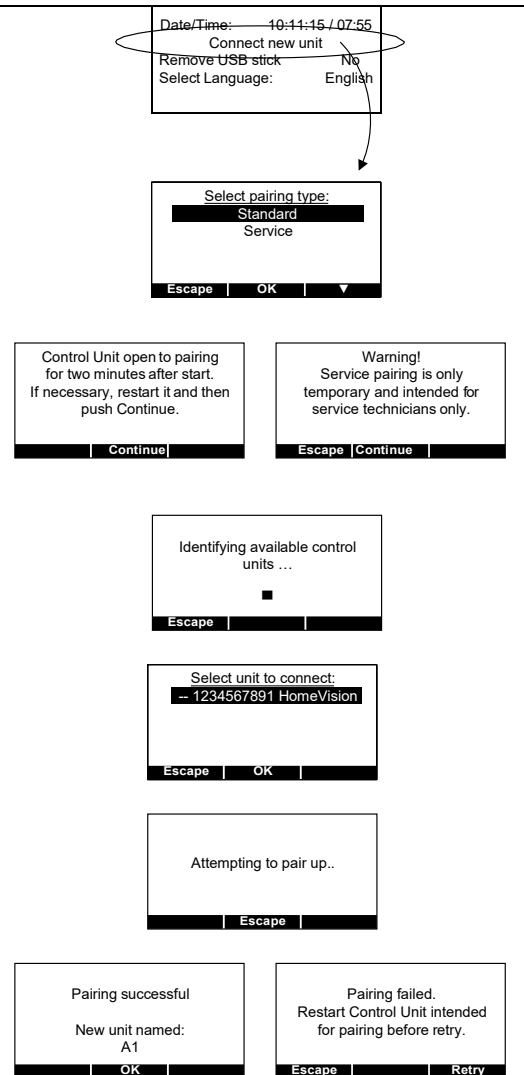 Date/Time: 10:11:15 / 07:55
Connect new unit
Remove USB stick No
Select Language: English
Select pairing type:
Standard
Service
Escape OK ▼
Control Unit open to pairing
for two minutes after start.
If necessary, restart it and then
push Continue.
Continue
Warning!
Service pairing is only
temporary and intended for
service technicians only.
Escape Continue
Identifying available control
units …
Escape
Select unit to connect:
-- 1234567891 HomeVision
Escape OK
Attempting to pair up..
Escape
Pairing successful
New unit named:
A1
OK
Pairing failed.
Restart Control Unit intended
for pairing before retry.
Escape Retry